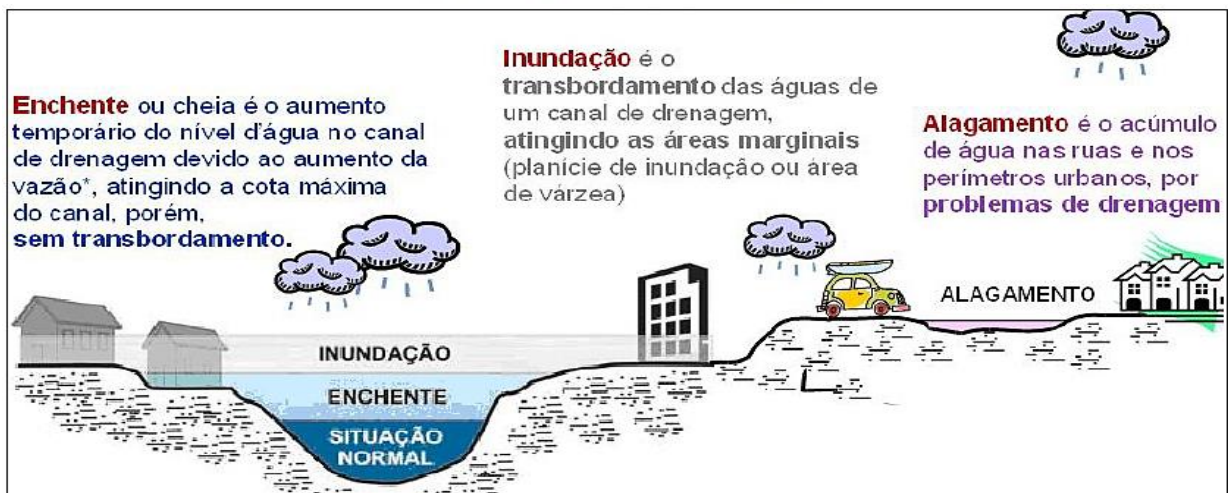 Enchente ou cheia é o aumento
temporário do nível d'água no canal
de drenagem devido ao aumento da
vazão*, atingindo a cota máxima
do canal, porém,
sem transbordamento.
Inundação é o
transbordamento das águas de
um canal de drenagem,
atingindo as áreas marginais
(planície de inundação ou área
de várzea)
Alagamento é o acúmulo
de água nas ruas e nos
perímetros urbanos, por
problemas de drenagem
ALAGAMENTO
INUNDAÇÃO
ENCHENTE
SITUAÇÃO
NORMAL